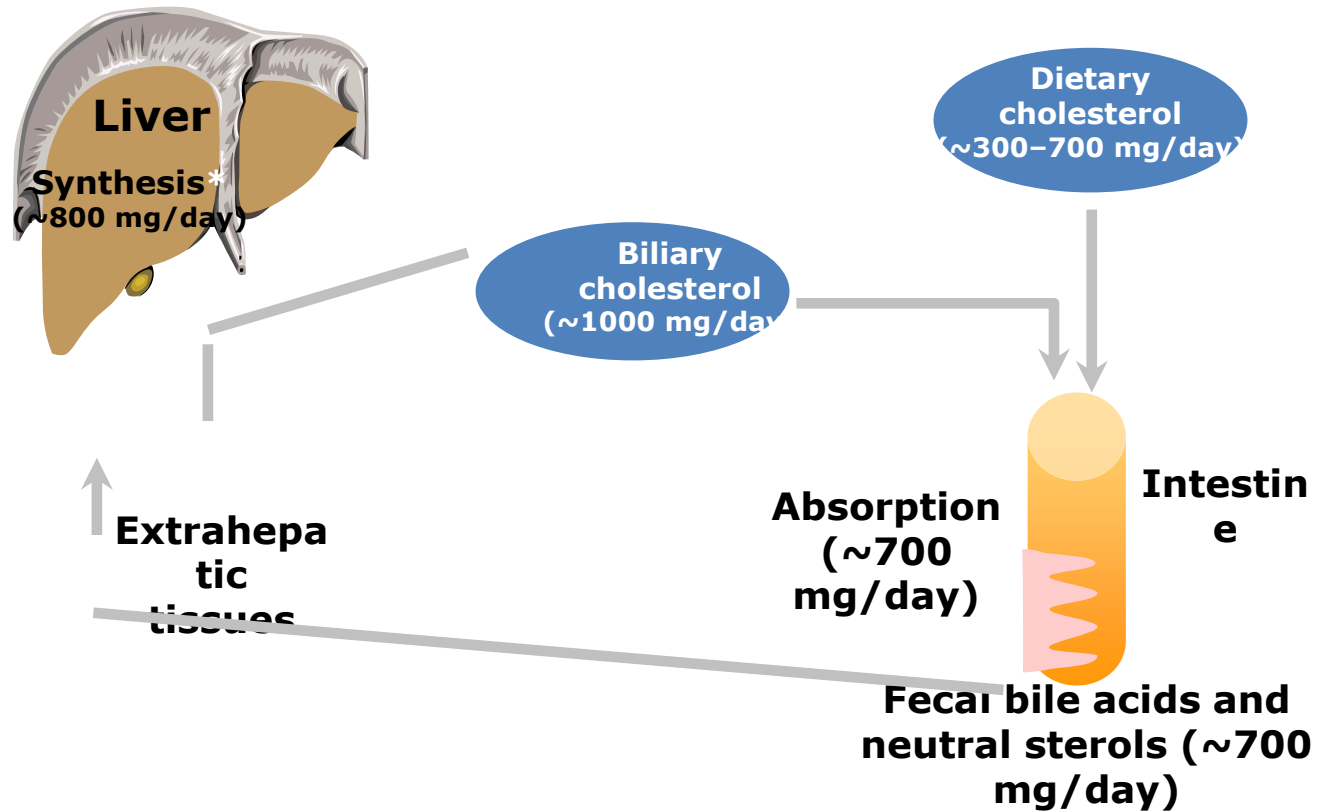 Liver
Synthesis*
(~800 mg/day)
Dietary
cholesterol
(~300–700 mg/day)
Biliary
cholesterol
(~1000 mg/day
Extrahepa
tic
tissues
Absorption
(~700
mg/day)
Intestin
e
Fecal bile acids and
neutral sterols (~700
mg/day)